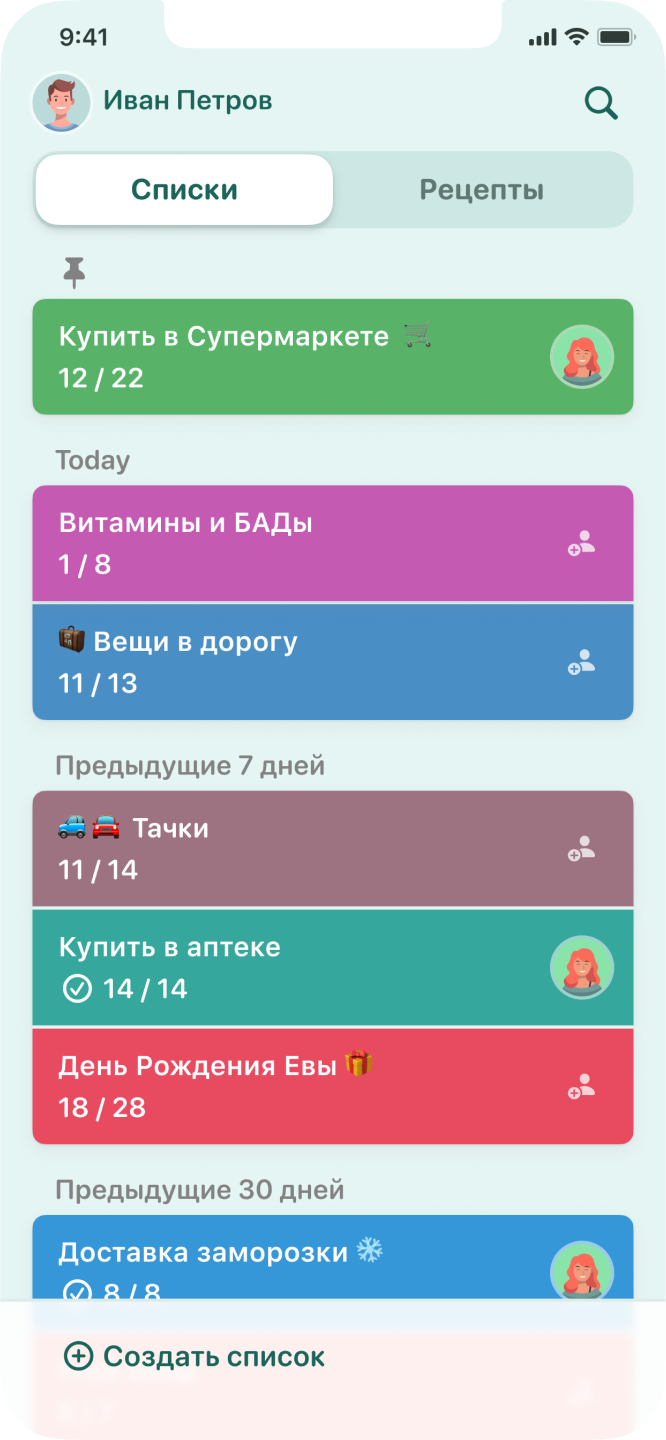 9:41
Иван Петров
Списки
Рецепты
Купить в Супермаркете
12 / 22
Today
Витамины и БАДы
1 / 8
Вещи в дорогу
11 / 13
Предыдущие 7 дней
Тачки
11 / 14
Купить в аптеке
14 / 14
День Рождения Евы
18 / 28
Предыдущие 30 дней
Доставка заморозки
8 / 8
Создать список